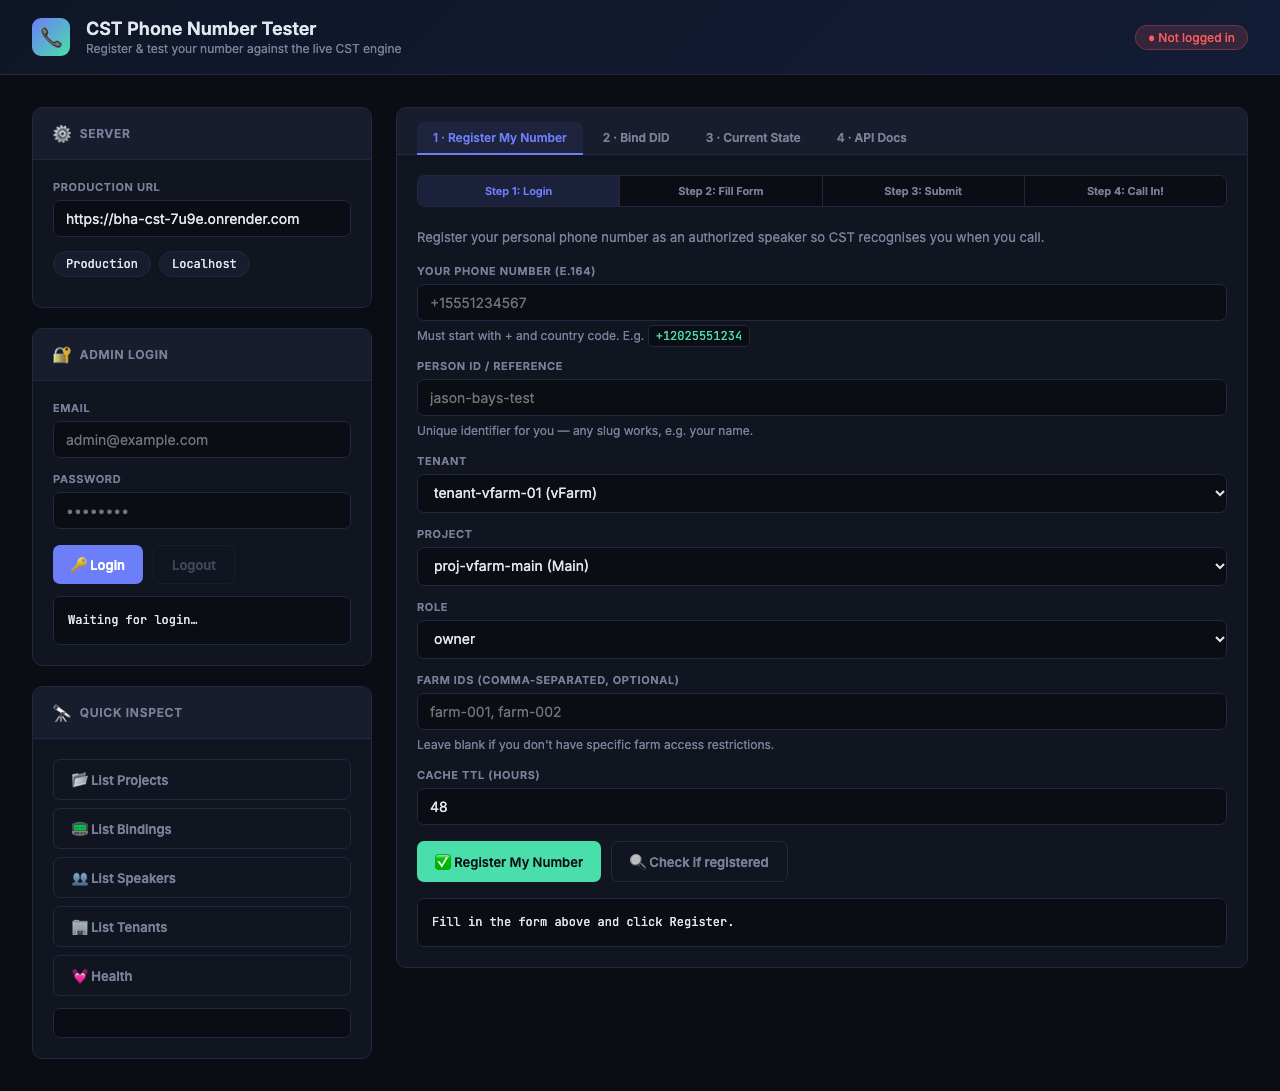 CST Phone Number Tester
Register & test your number against the live CST engine
● Not logged in
SERVER
PRODUCTION URL
https://bha-cst-7u9e.onrender.com
Production
Localhost
ADMIN LOGIN
EMAIL
admin@example.com
PASSWORD
••••••••
Login
Logout
Waiting for login…
QUICK INSPECT
List Projects
List Bindings
List Speakers
List Tenants
Health
1 · Register My Number
2 · Bind DID
3 · Current State
4 · API Docs
Step 1: Login
Step 2: Fill Form
Step 3: Submit
Step 4: Call In!
Register your personal phone number as an authorized speaker so CST recognises you when you call.
YOUR PHONE NUMBER (E.164)
+15551234567
Must start with + and country code. E.g. +12025551234
PERSON ID / REFERENCE
jason-bays-test
Unique identifier for you — any slug works, e.g. your name.
TENANT
tenant-vfarm-01 (vFarm)
PROJECT
proj-vfarm-main (Main)
ROLE
owner
FARM IDS (COMMA-SEPARATED, OPTIONAL)
farm-001, farm-002
Leave blank if you don't have specific farm access restrictions.
CACHE TTL (HOURS)
48
Register My Number
Check if registered
Fill in the form above and click Register.